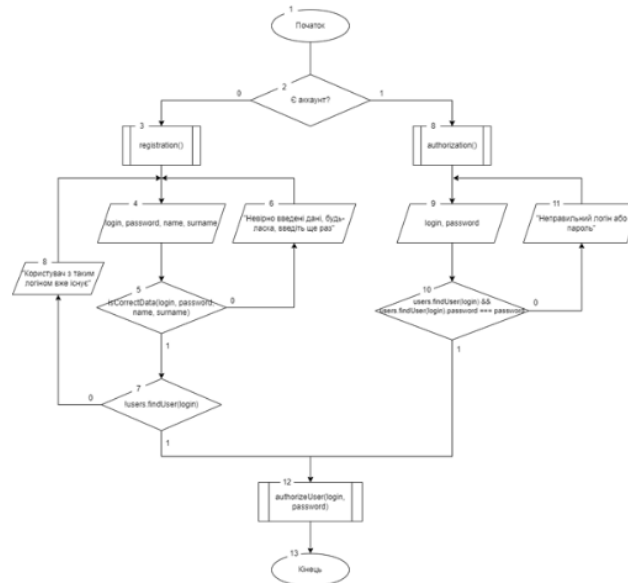 1
Початок
2
Є аккаунт?
0
1
3
registration()
8
authorization()
4
login, password, name, surname
6
"Невірно введені дані, будь-
ласка, введіть ще раз"
9
login, password
11
"Неправильний логін або
пароль"
8
"Користувач з таким
логіном вже існує"
5
isCorrectData(login, password,
name, surname)
0
10
users.findUser(login) &&
users.findUser(login).password === password
0
1
1
7
!users.findUser(login)
0
1
12
authorizeUser(login,
password)
13
Кінець